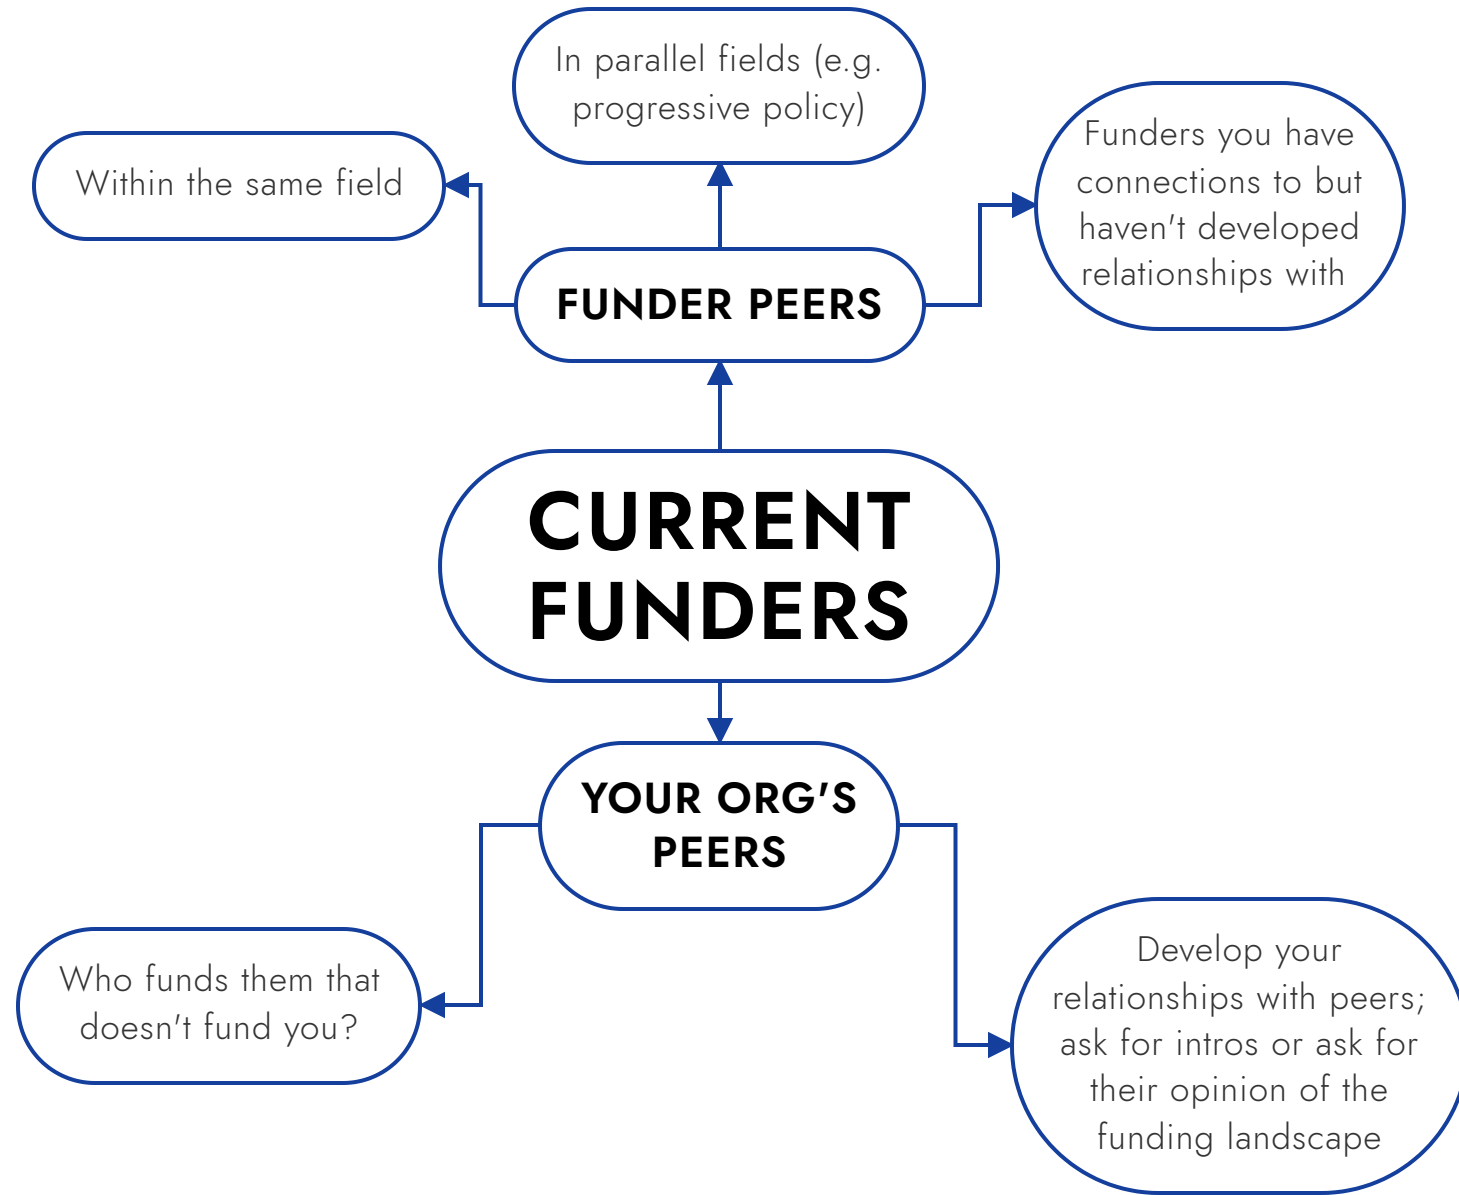 In parallel fields (e.g.
progressive policy)
Within the same field
Funders you have
connections to but
haven't developed
relationships with
FUNDER PEERS
CURRENT
FUNDERS
YOUR ORG'S
PEERS
Who funds them that
doesn't fund you?
Develop your
relationships with peers;
ask for intros or ask for
their opinion of the
funding landscape